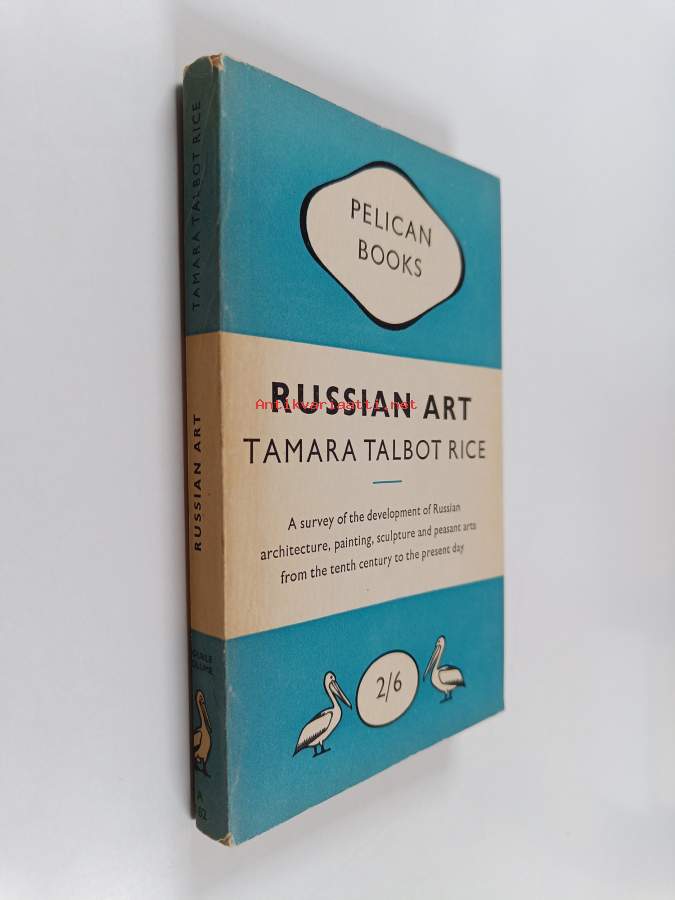 PELICAN
BOOKS
RUSSIAN ART
Antikvariaatti.net
TAMARA TALBOT RICE
A survey of the development of Russian
architecture, painting, sculpture and peasant arts
from the tenth century to the present day
2/6
TAMARA TALBOT RICE
RUSSIAN ART
A